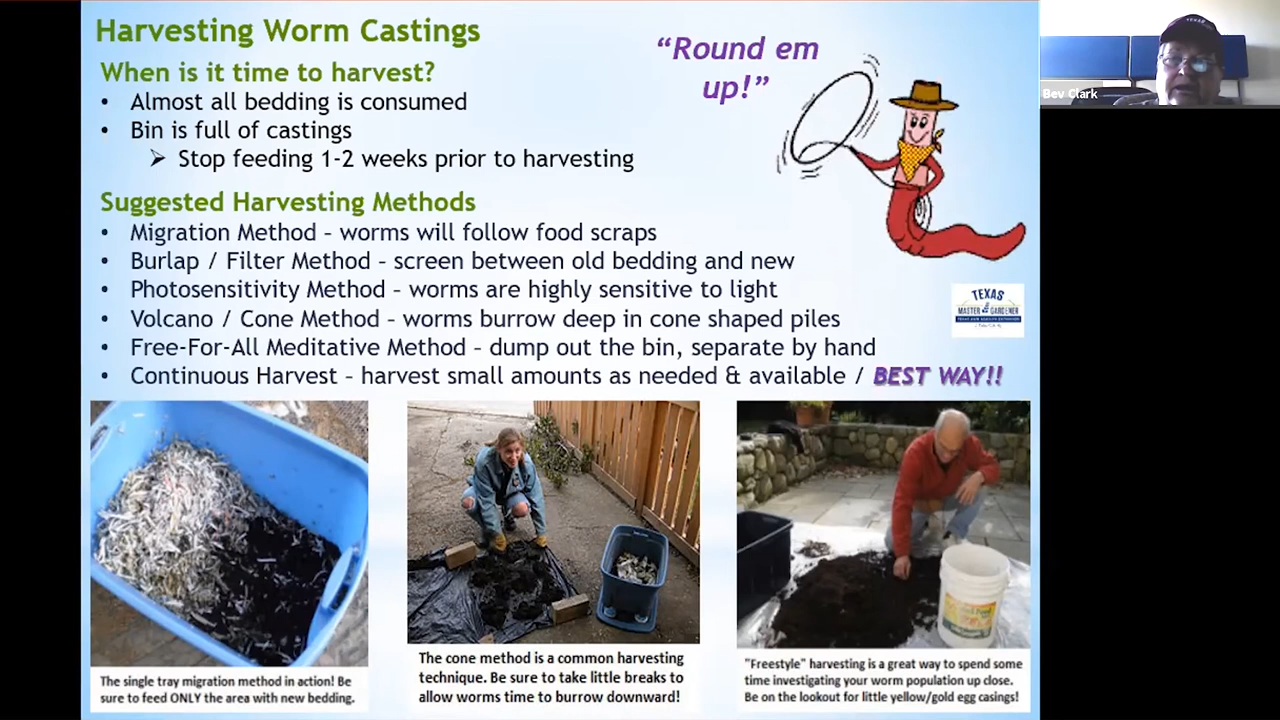 Harvesting Worm Castings
When is it time to harvest?
• Almost all bedding is consumed
• Bin is full of castings
➢ Stop feeding 1-2 weeks prior to harvesting
"Round em
up!"
Bev Clark
Suggested Harvesting Methods
• Migration Method – worms will follow food scraps
• Burlap / Filter Method – screen between old bedding and new
• Photosensitivity Method – worms are highly sensitive to light
• Volcano / Cone Method – worms burrow deep in cone shaped piles
• Free-For-All Meditative Method – dump out the bin, separate by hand
• Continuous Harvest – harvest small amounts as needed & available / BEST WAY!!
TEXAS
MASTER GARDENER
The single tray migration method in action! Be
sure to feed ONLY the area with new bedding.
The cone method is a common harvesting
technique. Be sure to take little breaks to
allow worms time to burrow downward!
"Freestyle" harvesting is a great way to spend some
time investigating your worm population up close.
Be on the lookout for little yellow/gold egg casings!